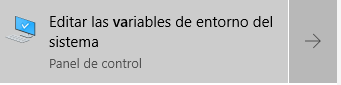 Editar las variables de entorno del
sistema
Panel de control